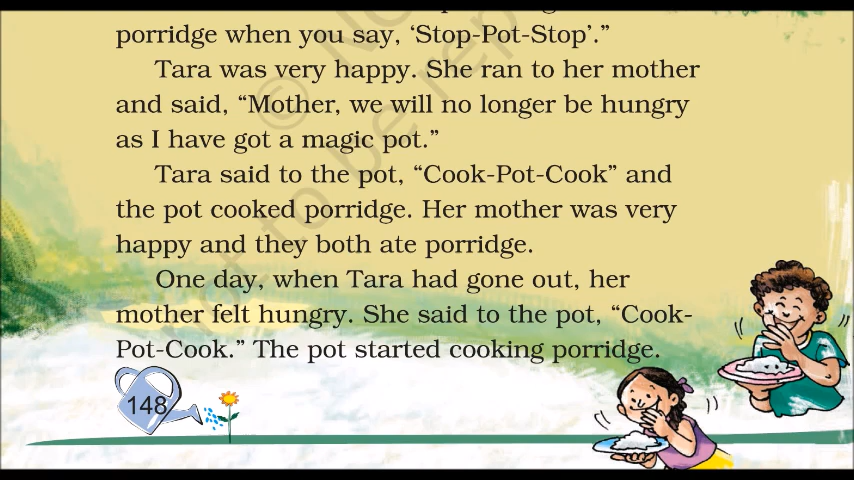 porridge when you say, ‘Stop-Pot-Stop’.”
Tara was very happy. She ran to her mother
and said, “Mother, we will no longer be hungry
as I have got a magic pot.”
Tara said to the pot, “Cook-Pot-Cook” and
the pot cooked porridge. Her mother was very
happy and they both ate porridge.
One day, when Tara had gone out, her
mother felt hungry. She said to the pot, “Cook-
Pot-Cook.” The pot started cooking porridge.
148